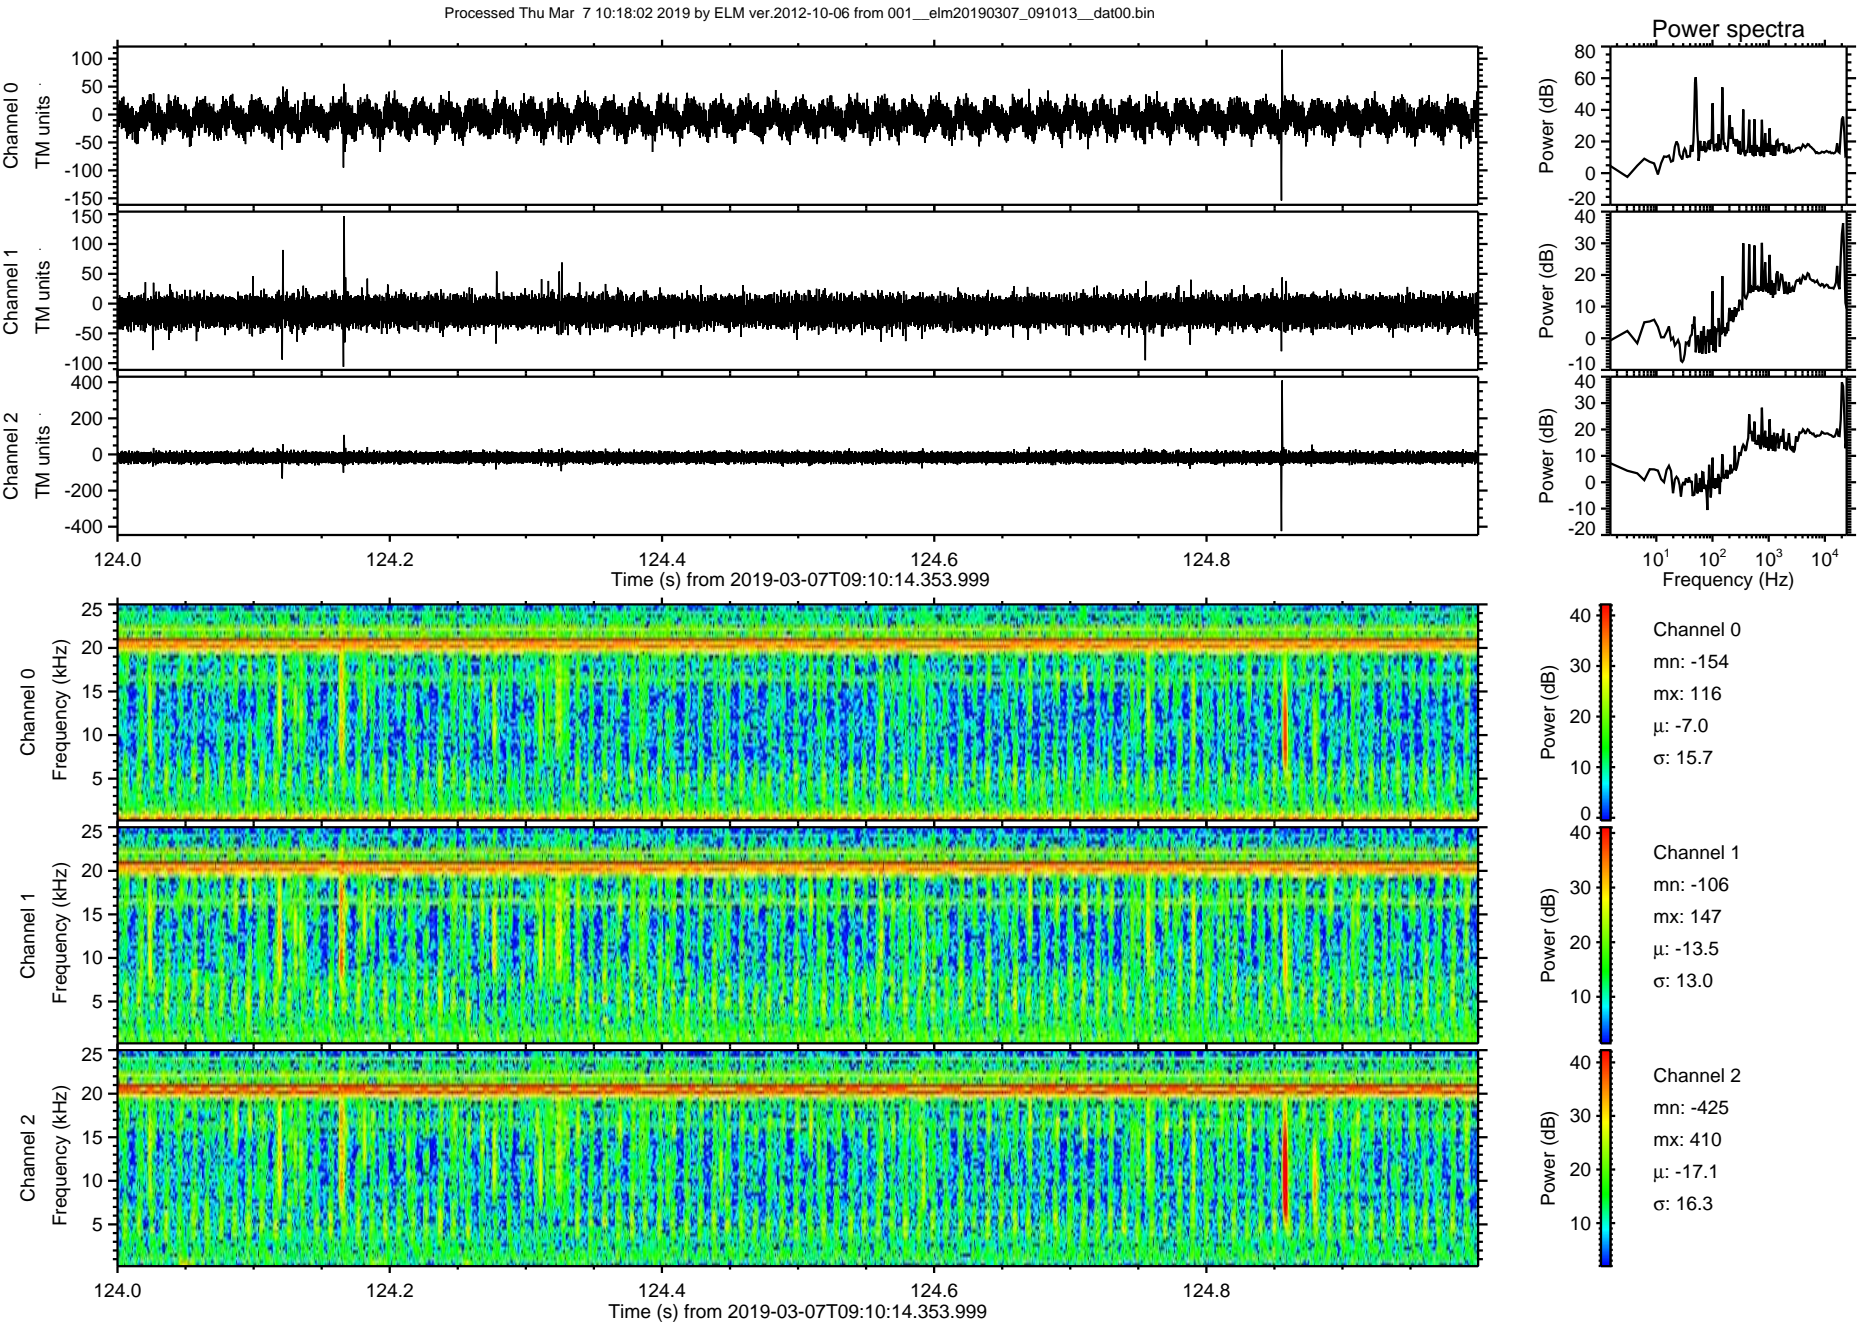 Processed Thu Mar  7 10:18:02 2019 by ELM ver.2012-10-06 from 001__elm20190307_091013__dat00.bin
Power spectra
Channel 0
TM units
100
50
0
-50
-100
-150
Power (dB)
80
60
40
20
0
-20
Channel 1
TM units
150
100
50
0
-50
-100
Power (dB)
40
30
20
10
0
-10
Channel 2
TM units
400
200
0
-200
-400
Power (dB)
40
30
20
10
0
-10
-20
124.0 124.2 124.4 124.6 124.8
Time (s) from 2019-03-07T09:10:14.353.999
10¹ 10² 10³ 10⁴
Frequency (Hz)
Channel 0
Frequency (kHz)
25
20
15
10
5
Power (dB)
40
30
20
10
0
Channel 0
mn: -154
mx: 116
µ: -7.0
σ: 15.7
Channel 1
Frequency (kHz)
25
20
15
10
5
Power (dB)
40
30
20
10
Channel 1
mn: -106
mx: 147
µ: -13.5
σ: 13.0
Channel 2
Frequency (kHz)
25
20
15
10
5
Power (dB)
40
30
20
10
Channel 2
mn: -425
mx: 410
µ: -17.1
σ: 16.3
124.0 124.2 124.4 124.6 124.8
Time (s) from 2019-03-07T09:10:14.353.999